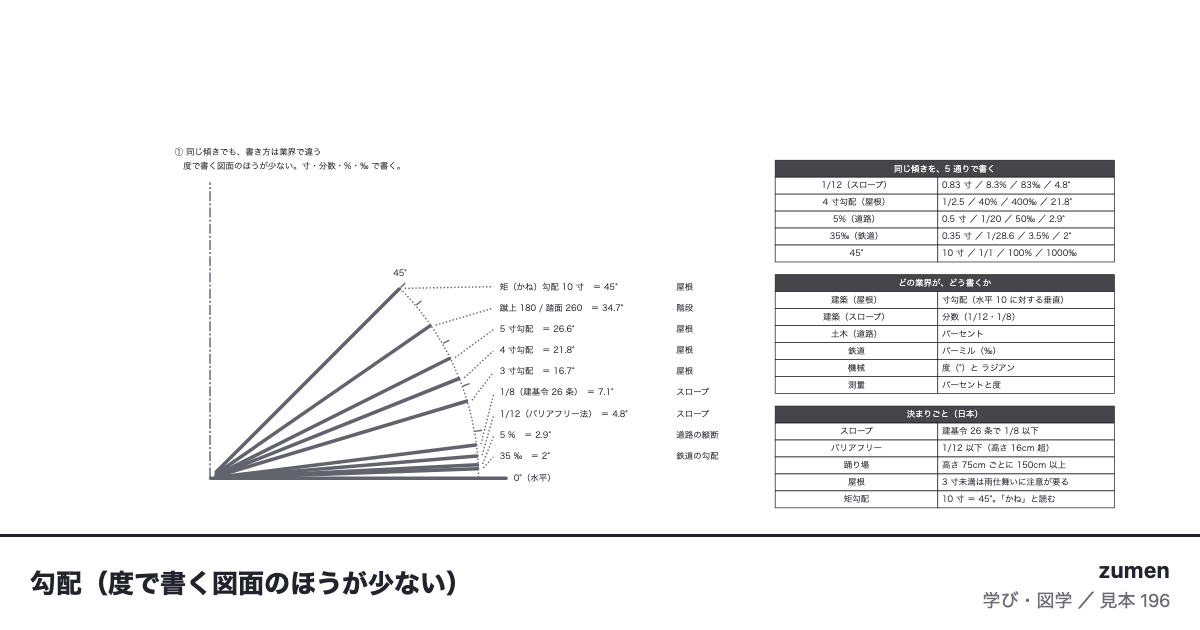 ① 同じ傾きでも、書き方は業界で違う
度で書く図面のほうが少ない。寸・分数・%・‰ で書く。
45°
矩（かね）勾配 10 寸 ＝ 45° 屋根
蹴上 180 / 踏面 260 ＝ 34.7° 階段
5 寸勾配 ＝ 26.6° 屋根
4 寸勾配 ＝ 21.8° 屋根
3 寸勾配 ＝ 16.7° 屋根
1/8（建基令 26 条） ＝ 7.1° スロープ
1/12（バリアフリー法） ＝ 4.8° スロープ
5 % ＝ 2.9° 道路の縦断
35 ‰ ＝ 2° 鉄道の勾配
0°（水平）
同じ傾きを、5 通りで書く
1/12（スロープ） 0.83 寸 ／ 8.3% ／ 83‰ ／ 4.8°
4 寸勾配（屋根） 1/2.5 ／ 40% ／ 400‰ ／ 21.8°
5%（道路） 0.5 寸 ／ 1/20 ／ 50‰ ／ 2.9°
35‰（鉄道） 0.35 寸 ／ 1/28.6 ／ 3.5% ／ 2°
45° 10 寸 ／ 1/1 ／ 100% ／ 1000‰
どの業界が、どう書くか
建築（屋根） 寸勾配（水平 10 に対する垂直）
建築（スロープ） 分数（1/12・1/8）
土木（道路） パーセント
鉄道 パーミル（‰）
機械 度（°）と ラジアン
測量 パーセントと度
決まりごと（日本）
スロープ 建基令 26 条で 1/8 以下
バリアフリー 1/12 以下（高さ 16cm 超）
踊り場 高さ 75cm ごとに 150cm 以上
屋根 3 寸未満は雨仕舞いに注意が要る
矩勾配 10 寸 ＝ 45°。「かね」と読む
勾配（度で書く図面のほうが少ない）
zumen
学び・図学 ／ 見本 196